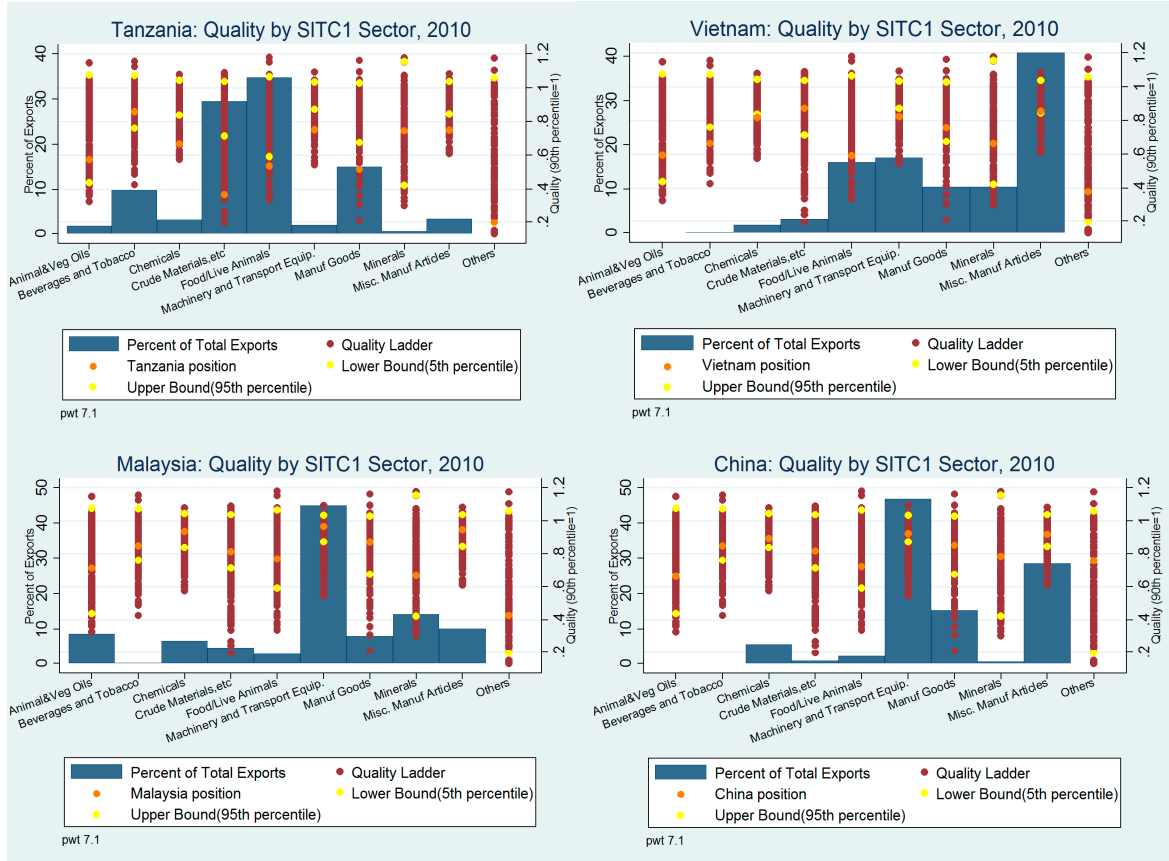 Tanzania: Quality by SITC1 Sector, 2010
Percent of Exports
0
10
20
30
40
.2
.4
.6
.8
1
1.2
Quality (90th percentile=1)
Animal&Veg Oils
Beverages and Tobacco
Chemicals
Crude Materials,etc
Food/Live Animals
Machinery and Transport Equip.
Manuf Goods
Minerals
Misc. Manuf Articles
Others
Percent of Total Exports
Quality Ladder
Tanzania position
Lower Bound(5th percentile)
Upper Bound(95th percentile)
pwt 7.1
Vietnam: Quality by SITC1 Sector, 2010
Percent of Exports
0
10
20
30
40
.2
.4
.6
.8
1
1.2
Quality (90th percentile=1)
Animal&Veg Oils
Beverages and Tobacco
Chemicals
Crude Materials,etc
Food/Live Animals
Machinery and Transport Equip.
Manuf Goods
Minerals
Misc. Manuf Articles
Others
Percent of Total Exports
Quality Ladder
Vietnam position
Lower Bound(5th percentile)
Upper Bound(95th percentile)
pwt 7.1
Malaysia: Quality by SITC1 Sector, 2010
Percent of Exports
0
10
20
30
40
50
.2
.4
.6
.8
1
1.2
Quality (90th percentile=1)
Animal&Veg Oils
Beverages and Tobacco
Chemicals
Crude Materials,etc
Food/Live Animals
Machinery and Transport Equip.
Manuf Goods
Minerals
Misc. Manuf Articles
Others
Percent of Total Exports
Quality Ladder
Malaysia position
Lower Bound(5th percentile)
Upper Bound(95th percentile)
pwt 7.1
China: Quality by SITC1 Sector, 2010
Percent of Exports
0
10
20
30
40
50
.2
.4
.6
.8
1
1.2
Quality (90th percentile=1)
Animal&Veg Oils
Beverages and Tobacco
Chemicals
Crude Materials,etc
Food/Live Animals
Machinery and Transport Equip.
Manuf Goods
Minerals
Misc. Manuf Articles
Others
Percent of Total Exports
Quality Ladder
China position
Lower Bound(5th percentile)
Upper Bound(95th percentile)
pwt 7.1